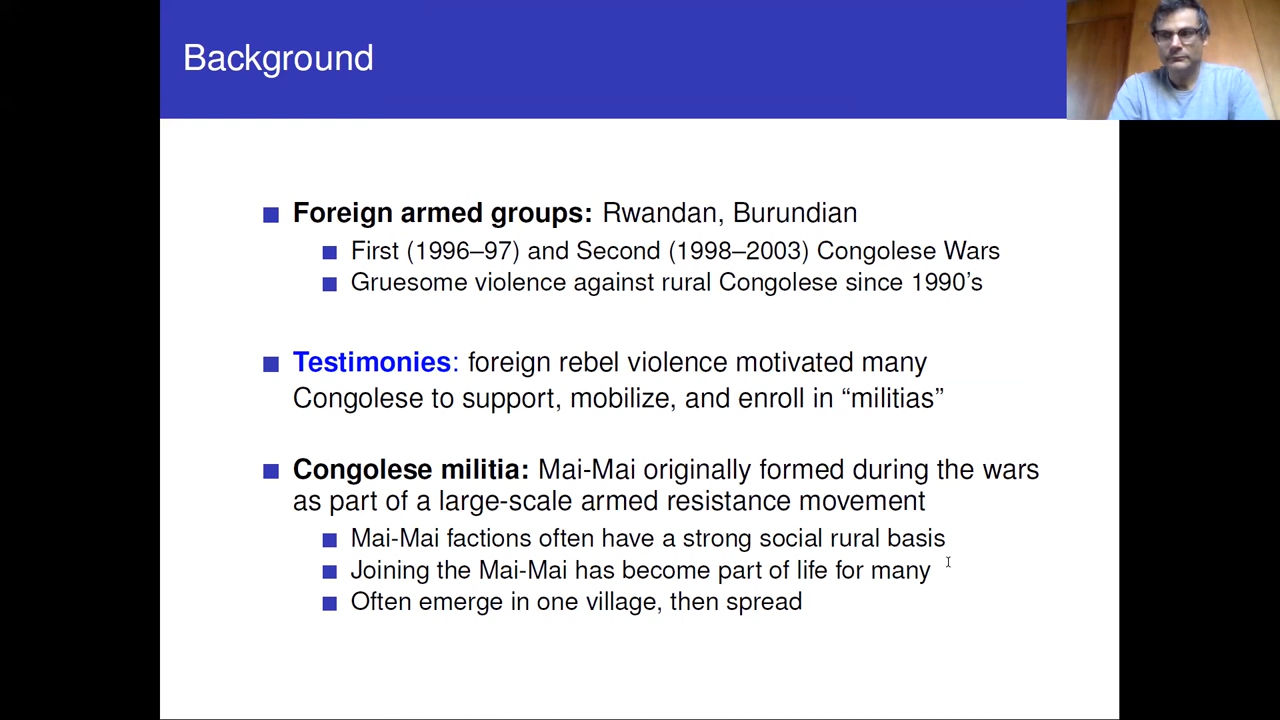 Background
Foreign armed groups: Rwandan, Burundian
First (1996–97) and Second (1998–2003) Congolese Wars
Gruesome violence against rural Congolese since 1990’s
Testimonies: foreign rebel violence motivated many
Congolese to support, mobilize, and enroll in “militias”
Congolese militia: Mai-Mai originally formed during the wars
as part of a large-scale armed resistance movement
Mai-Mai factions often have a strong social rural basis
Joining the Mai-Mai has become part of life for many
Often emerge in one village, then spread